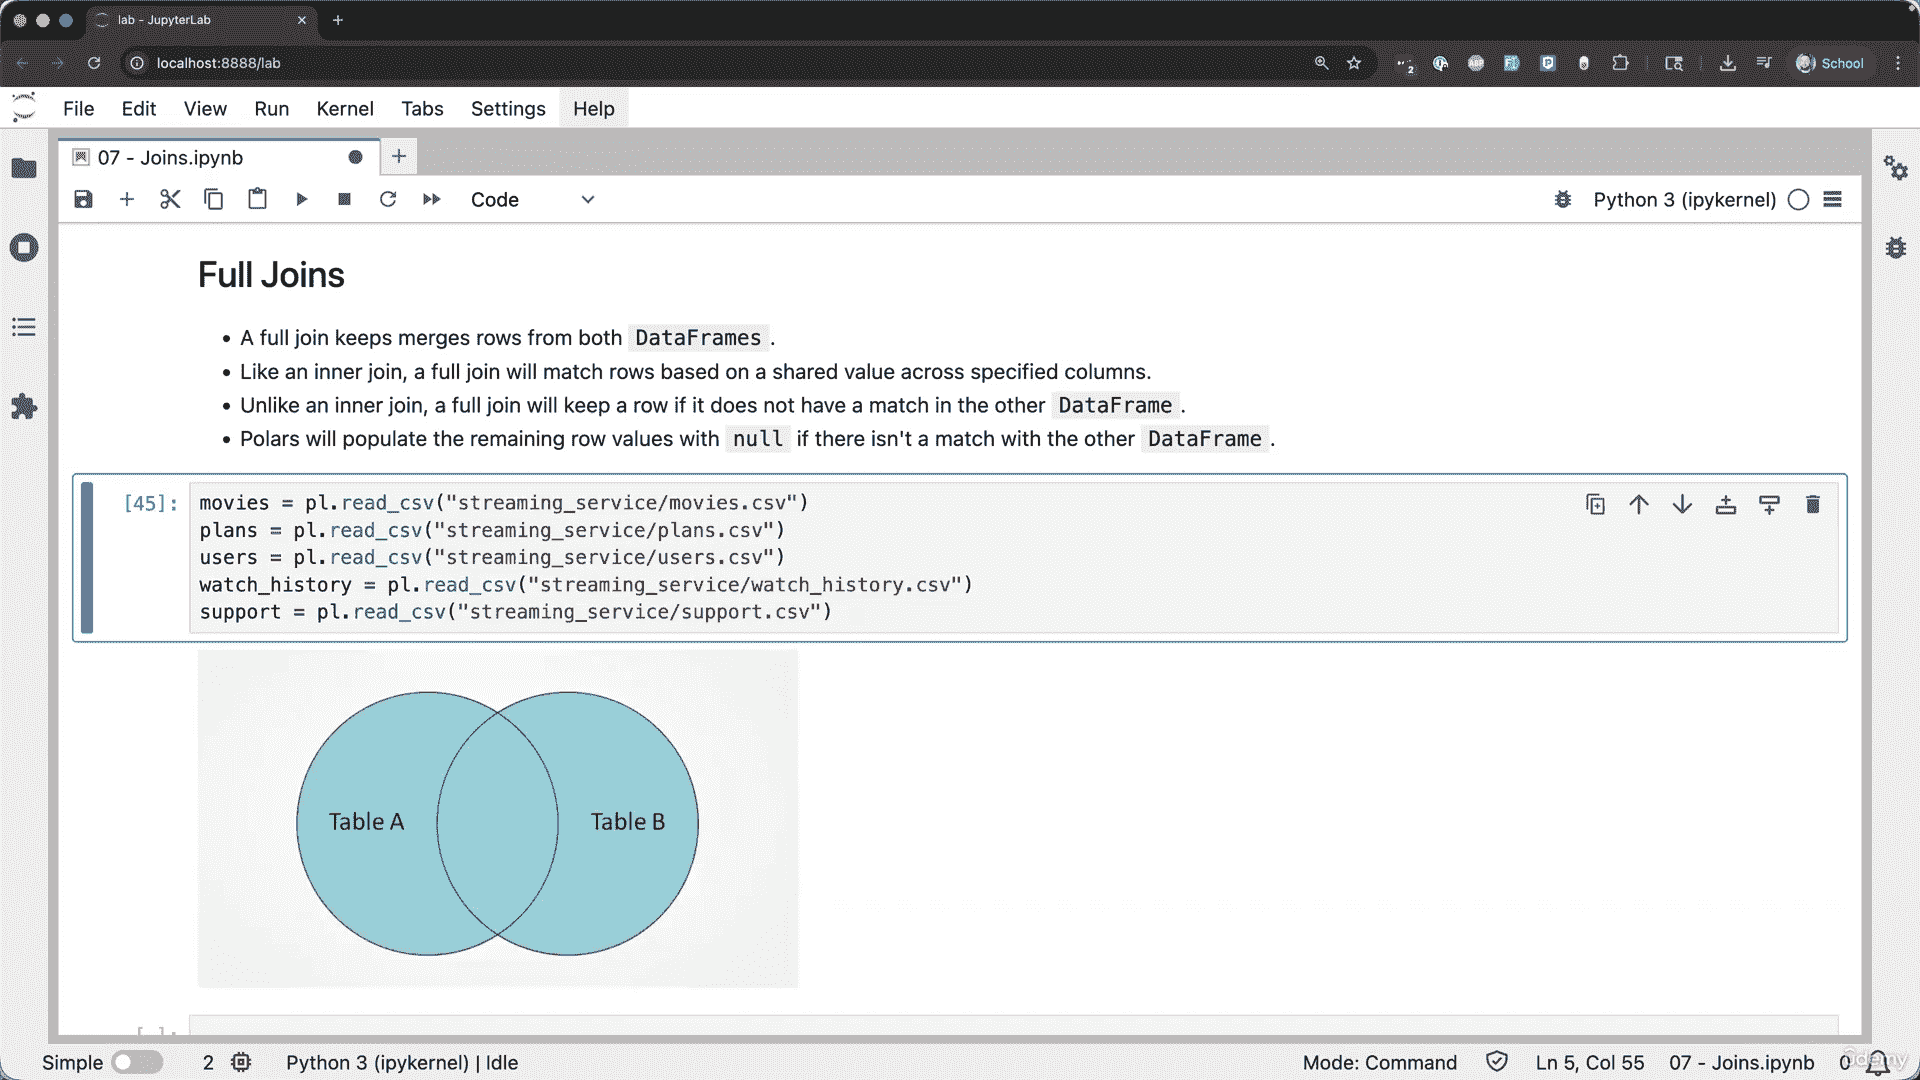 lab - JupyterLab
localhost:8888/lab
2
ABP
School
File Edit View Run Kernel Tabs Settings Help
07 - Joins.ipynb
Code
Python 3 (ipykernel)
Full Joins
• A full join keeps merges rows from both DataFrames .
• Like an inner join, a full join will match rows based on a shared value across specified columns.
• Unlike an inner join, a full join will keep a row if it does not have a match in the other DataFrame .
• Polars will populate the remaining row values with null if there isn't a match with the other DataFrame .
[45]:
movies = pl.read_csv("streaming_service/movies.csv")
plans = pl.read_csv("streaming_service/plans.csv")
users = pl.read_csv("streaming_service/users.csv")
watch_history = pl.read_csv("streaming_service/watch_history.csv")
support = pl.read_csv("streaming_service/support.csv")
Table A
Table B
[ ]:
Simple 2 Python 3 (ipykernel) | Idle Mode: Command Ln 5, Col 55 07 - Joins.ipynb 0
Udemy